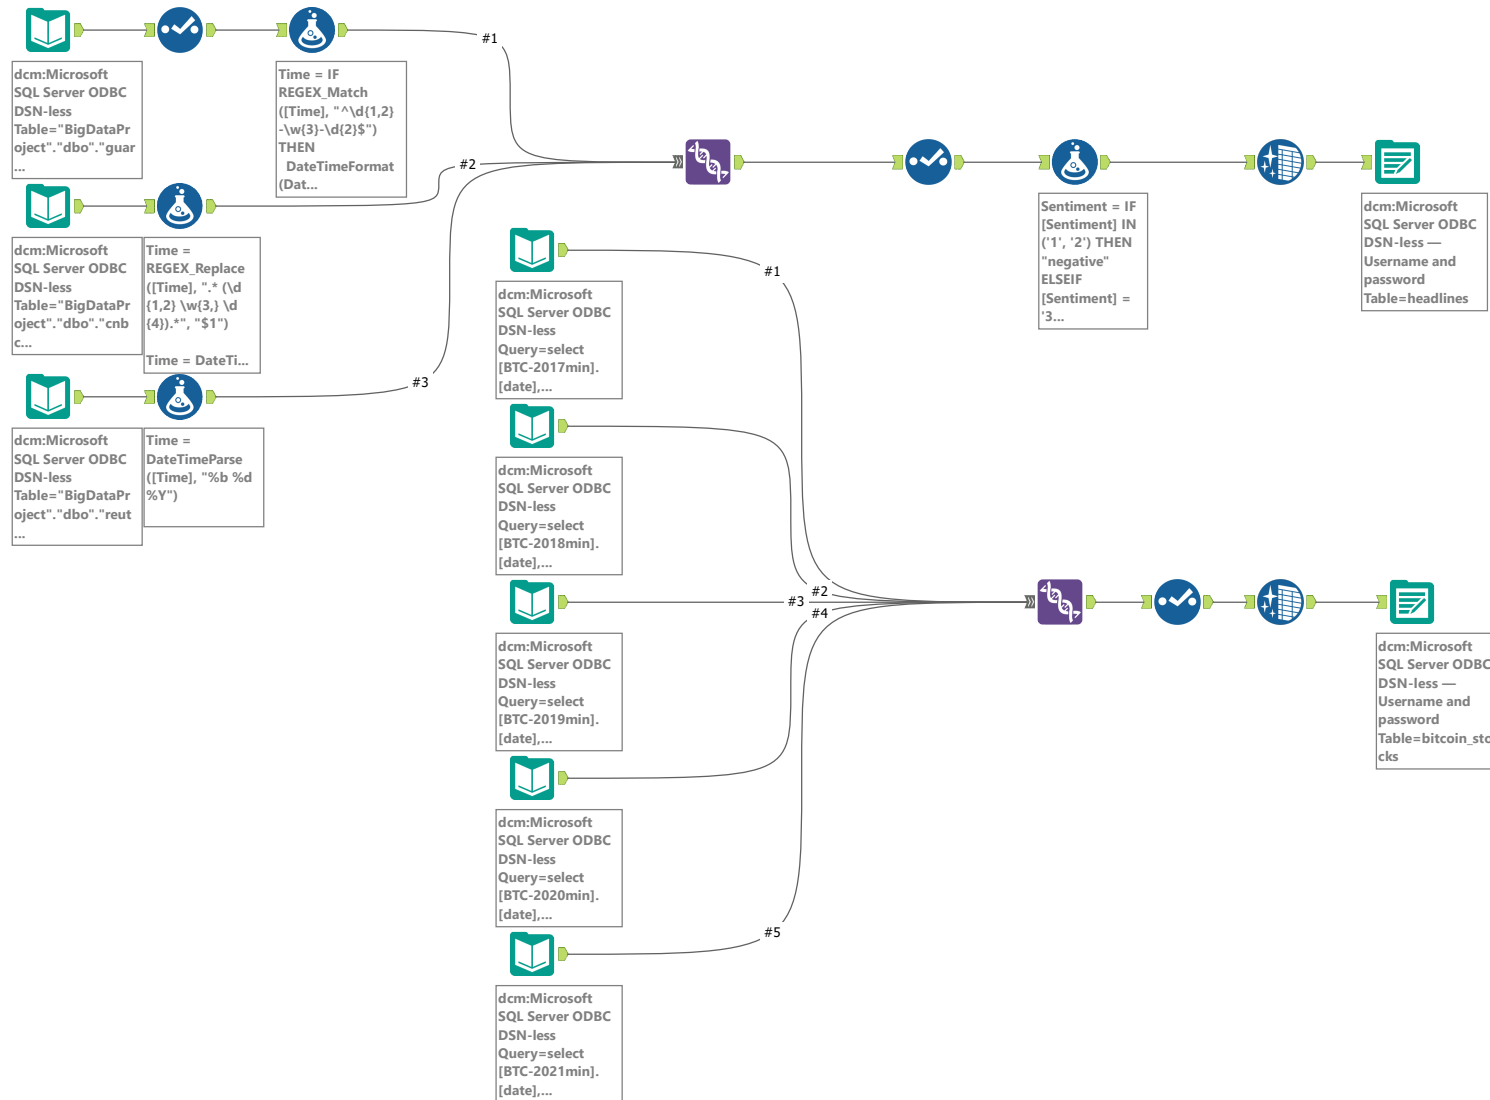 #1
dcm:Microsoft
SQL Server ODBC
DSN-less
Table="BigDataPr
oject"."dbo"."guar
...
Time = IF
REGEX_Match
([Time], "^\d{1,2}
-\w{3}-\d{2}$")
THEN
DateTimeFormat
(Dat...
#2
dcm:Microsoft
SQL Server ODBC
DSN-less
Table="BigDataPr
oject"."dbo"."cnb
c...
Time =
REGEX_Replace
([Time], ".* (\d
{1,2} \w{3,} \d
{4}).*", "$1")
Time = DateTi...
#3
dcm:Microsoft
SQL Server ODBC
DSN-less
Table="BigDataPr
oject"."dbo"."reut
...
Time =
DateTimeParse
([Time], "%b %d
%Y")
Sentiment = IF
[Sentiment] IN
('1', '2') THEN
"negative"
ELSEIF
[Sentiment] =
'3...
dcm:Microsoft
SQL Server ODBC
DSN-less —
Username and
password
Table=headlines
#1
dcm:Microsoft
SQL Server ODBC
DSN-less
Query=select
[BTC-2017min].
[date],...
dcm:Microsoft
SQL Server ODBC
DSN-less
Query=select
[BTC-2018min].
[date],...
#2
#3
#4
dcm:Microsoft
SQL Server ODBC
DSN-less
Query=select
[BTC-2019min].
[date],...
dcm:Microsoft
SQL Server ODBC
DSN-less
Query=select
[BTC-2020min].
[date],...
#5
dcm:Microsoft
SQL Server ODBC
DSN-less
Query=select
[BTC-2021min].
[date],...
dcm:Microsoft
SQL Server ODBC
DSN-less —
Username and
password
Table=bitcoin_sto
cks